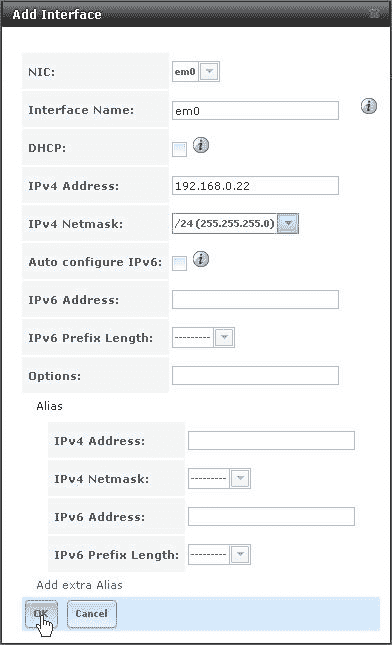 Add Interface
NIC: em0
Interface Name: em0
DHCP:
IPv4 Address: 192.168.0.22
IPv4 Netmask: /24 (255.255.255.0)
Auto configure IPv6:
IPv6 Address:
IPv6 Prefix Length: ---------
Options:
Alias
IPv4 Address:
IPv4 Netmask: ---------
IPv6 Address:
IPv6 Prefix Length: ---------
Add extra Alias
OK Cancel